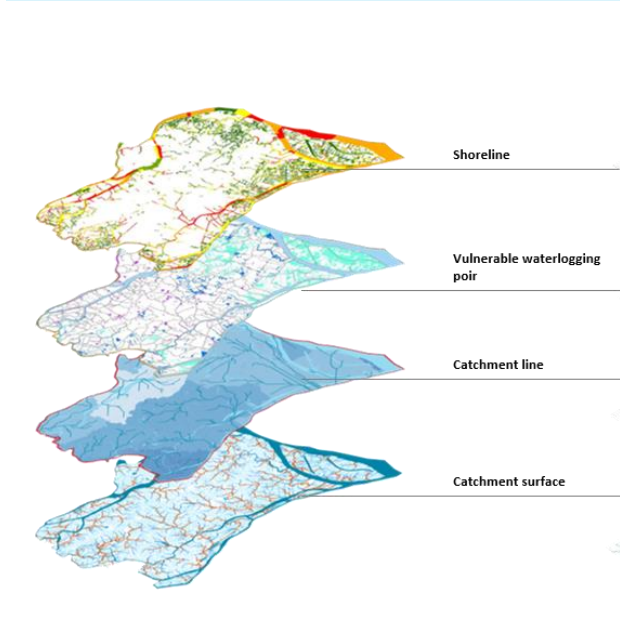 Shoreline
Vulnerable waterlogging
poir
Catchment line
Catchment surface